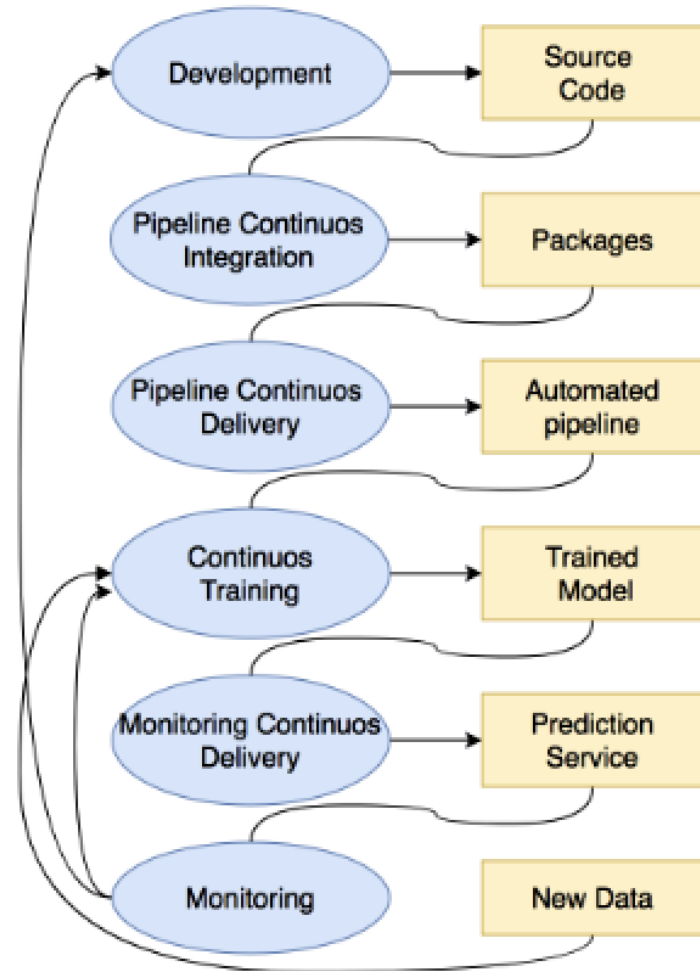 Development
Source
Code
Pipeline Continuos
Integration
Packages
Pipeline Continuos
Delivery
Automated
pipeline
Continuos
Training
Trained
Model
Monitoring Continuos
Delivery
Prediction
Service
Monitoring
New Data